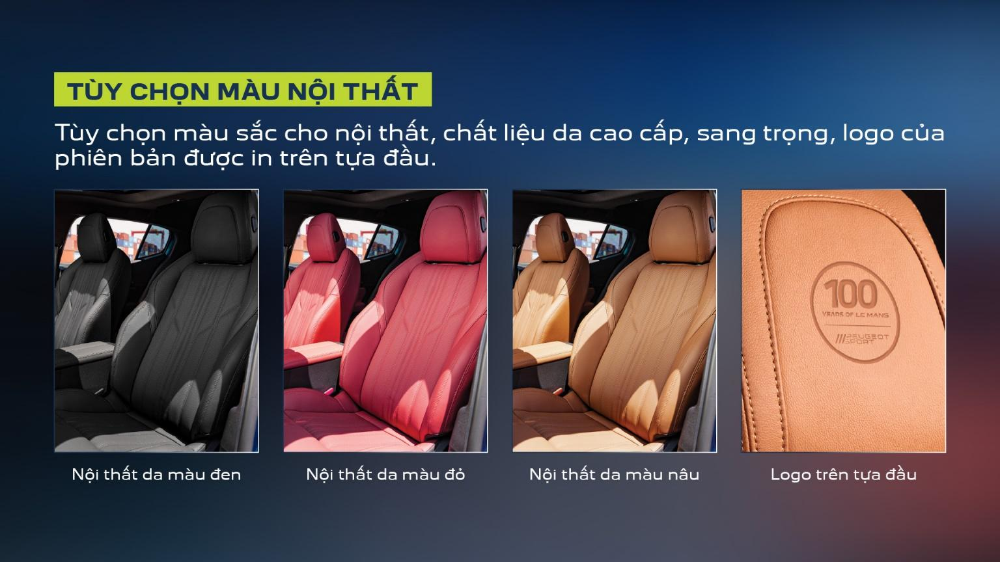 TÙY CHỌN MÀU NỘI THẤT
Tùy chọn màu sắc cho nội thất, chất liệu da cao cấp, sang trọng, logo của
phiên bản được in trên tựa đầu.
100
YEARS OF LE MANS
PEUGEOT
SPORT
Nội thất da màu đen
Nội thất da màu đỏ
Nội thất da màu nâu
Logo trên tựa đầu